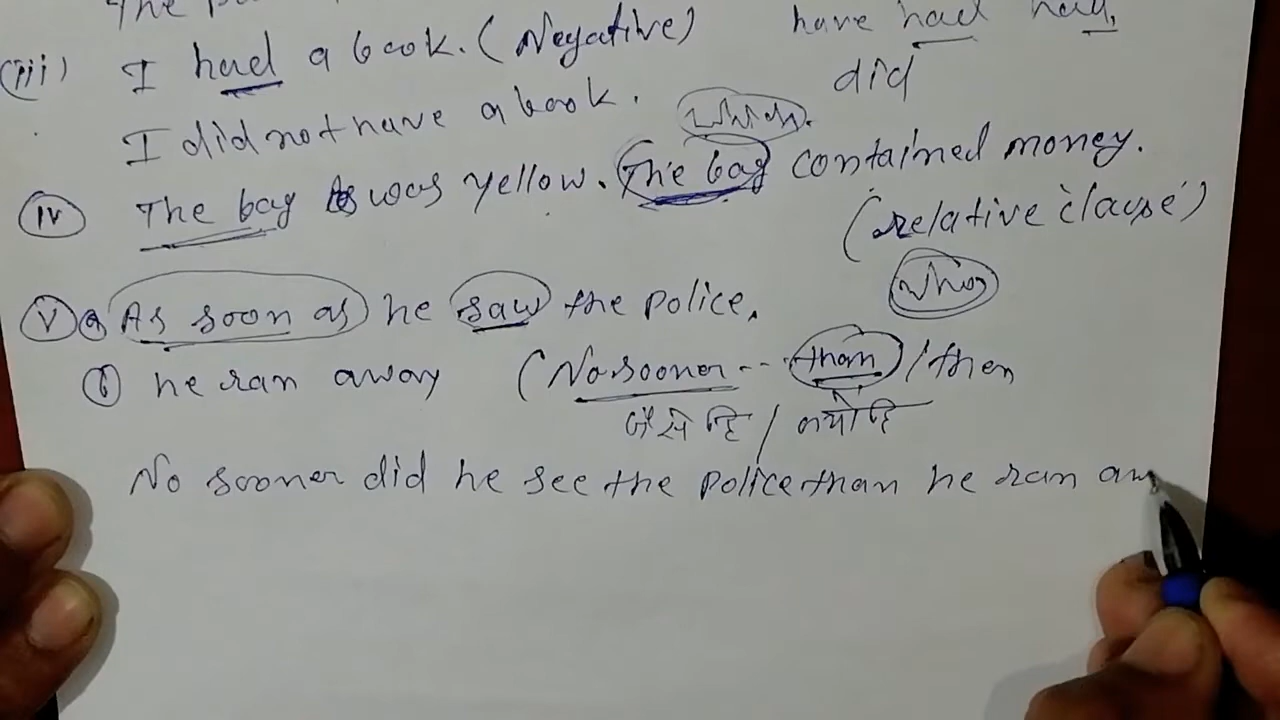 The
(iii) I had a book. (Negative) have had had,
did
I did not have a book.
which.
(iv) The bag was yellow. The bag contained money.
(relative clause)
who
(v) a As soon as he saw the police,
b he ran away (No sooner -- than) / then
जैसे हि / क्योहि
No sooner did he see the police than he ran aw